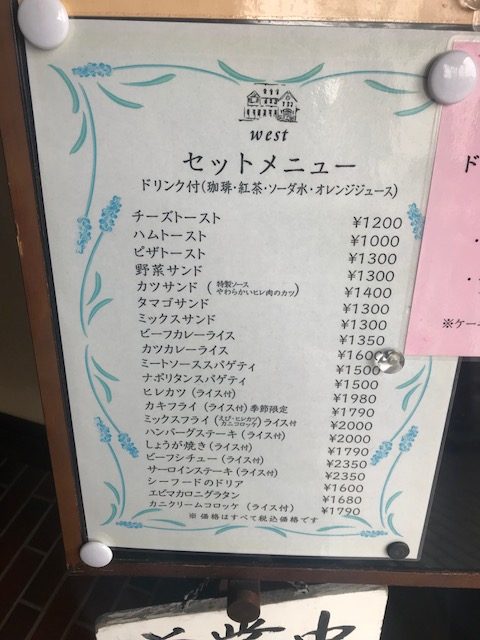 west
セットメニュー
ドリンク付(珈琲・紅茶・ソーダ水・オレンジジュース)
チーズトースト ¥1200
ハムトースト ¥1000
ピザトースト ¥1300
野菜サンド ¥1300
カツサンド (特製ソース やわらかいヒレ肉のカツ) ¥1400
タマゴサンド ¥1300
ミックスサンド ¥1300
ビーフカレーライス ¥1350
カツカレーライス ¥1600
ミートソーススパゲティ ¥1500
ナポリタンスパゲティ ¥1500
ヒレカツ(ライス付) ¥1980
カキフライ(ライス付)季節限定 ¥1790
ミックスフライ(えび・ヒレカツ カニコロッケ)ライス付 ¥2000
ハンバーグステーキ(ライス付) ¥2000
しょうが焼き(ライス付) ¥1790
ビーフシチュー(ライス付) ¥2350
サーロインステーキ(ライス付) ¥2350
シーフードのドリア ¥1600
エビマカロニグラタン ¥1680
カニクリームコロッケ(ライス付) ¥1790
※価格はすべて税込価格です
ド
※ケーキ